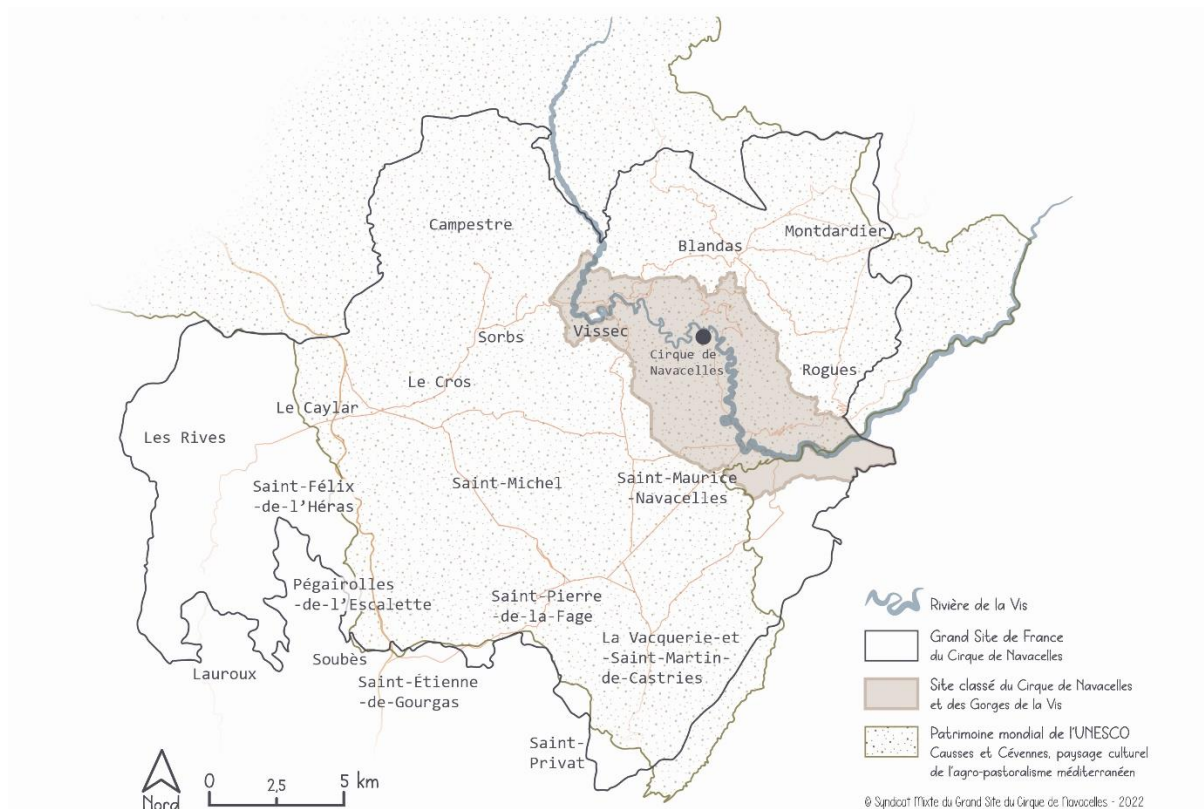 Campestre
Montdardier
Blandas
Vissec
Sorbs
Cirque de
Navacelles
Rogues
Le Cros
Le Caylar
Les Rives
Saint-Michel
Saint-Maurice
-Navacelles
Saint-Félix
-de-l'Héras
Pégairolles
-de-l'Escalette
Saint-Pierre
-de-la-Fage
La Vacquerie-et
-Saint-Martin-
de-Castries
Soubès
Lauroux
Saint-Étienne
-de-Gourgas
Saint-
Privat
Rivière de la Vis
Grand Site de France
du Cirque de Navacelles
Site classé du Cirque de Navacelles
et des Gorges de la Vis
Patrimoine mondial de l'UNESCO
Causses et Cévennes, paysage culturel
de l'agro-pastoralisme méditerranéen
Nord
0 2,5 5 km
© Syndicat Mixte du Grand Site du Cirque de Navacelles - 2022